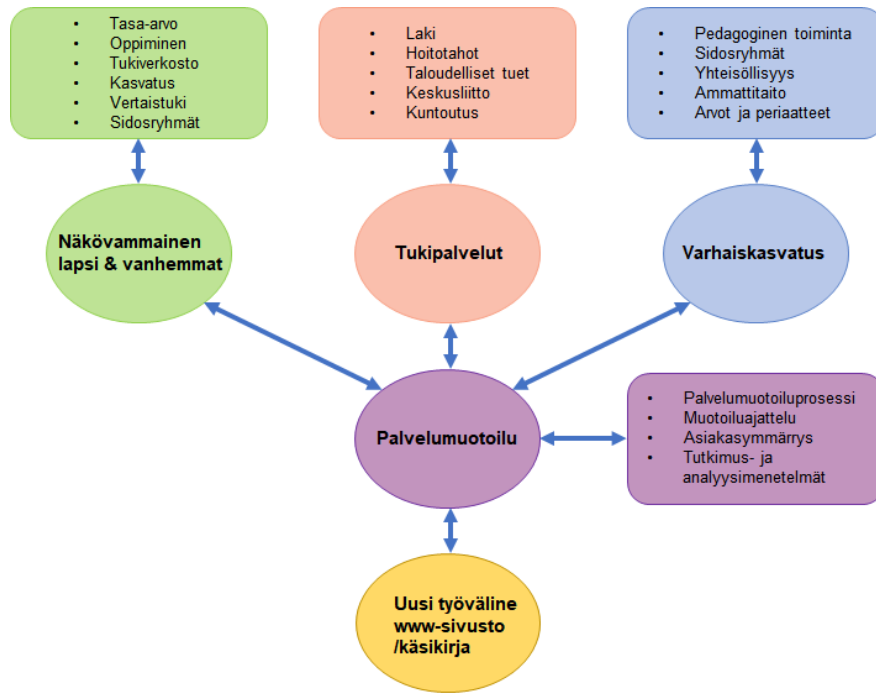 • Tasa-arvo
• Oppiminen
• Tukiverkosto
• Kasvatus
• Vertaistuki
• Sidosryhmät
• Laki
• Hoitotahot
• Taloudelliset tuet
• Keskusliitto
• Kuntoutus
• Pedagoginen toiminta
• Sidosryhmät
• Yhteisöllisyys
• Ammattitaito
• Arvot ja periaatteet
Näkövammainen
lapsi & vanhemmat
Tukipalvelut
Varhaiskasvatus
Palvelumuotoilu
• Palvelumuotoiluprosessi
• Muotoiluajattelu
• Asiakasymmärrys
• Tutkimus- ja
analyysimenetelmät
Uusi työväline
www-sivusto
/käsikirja